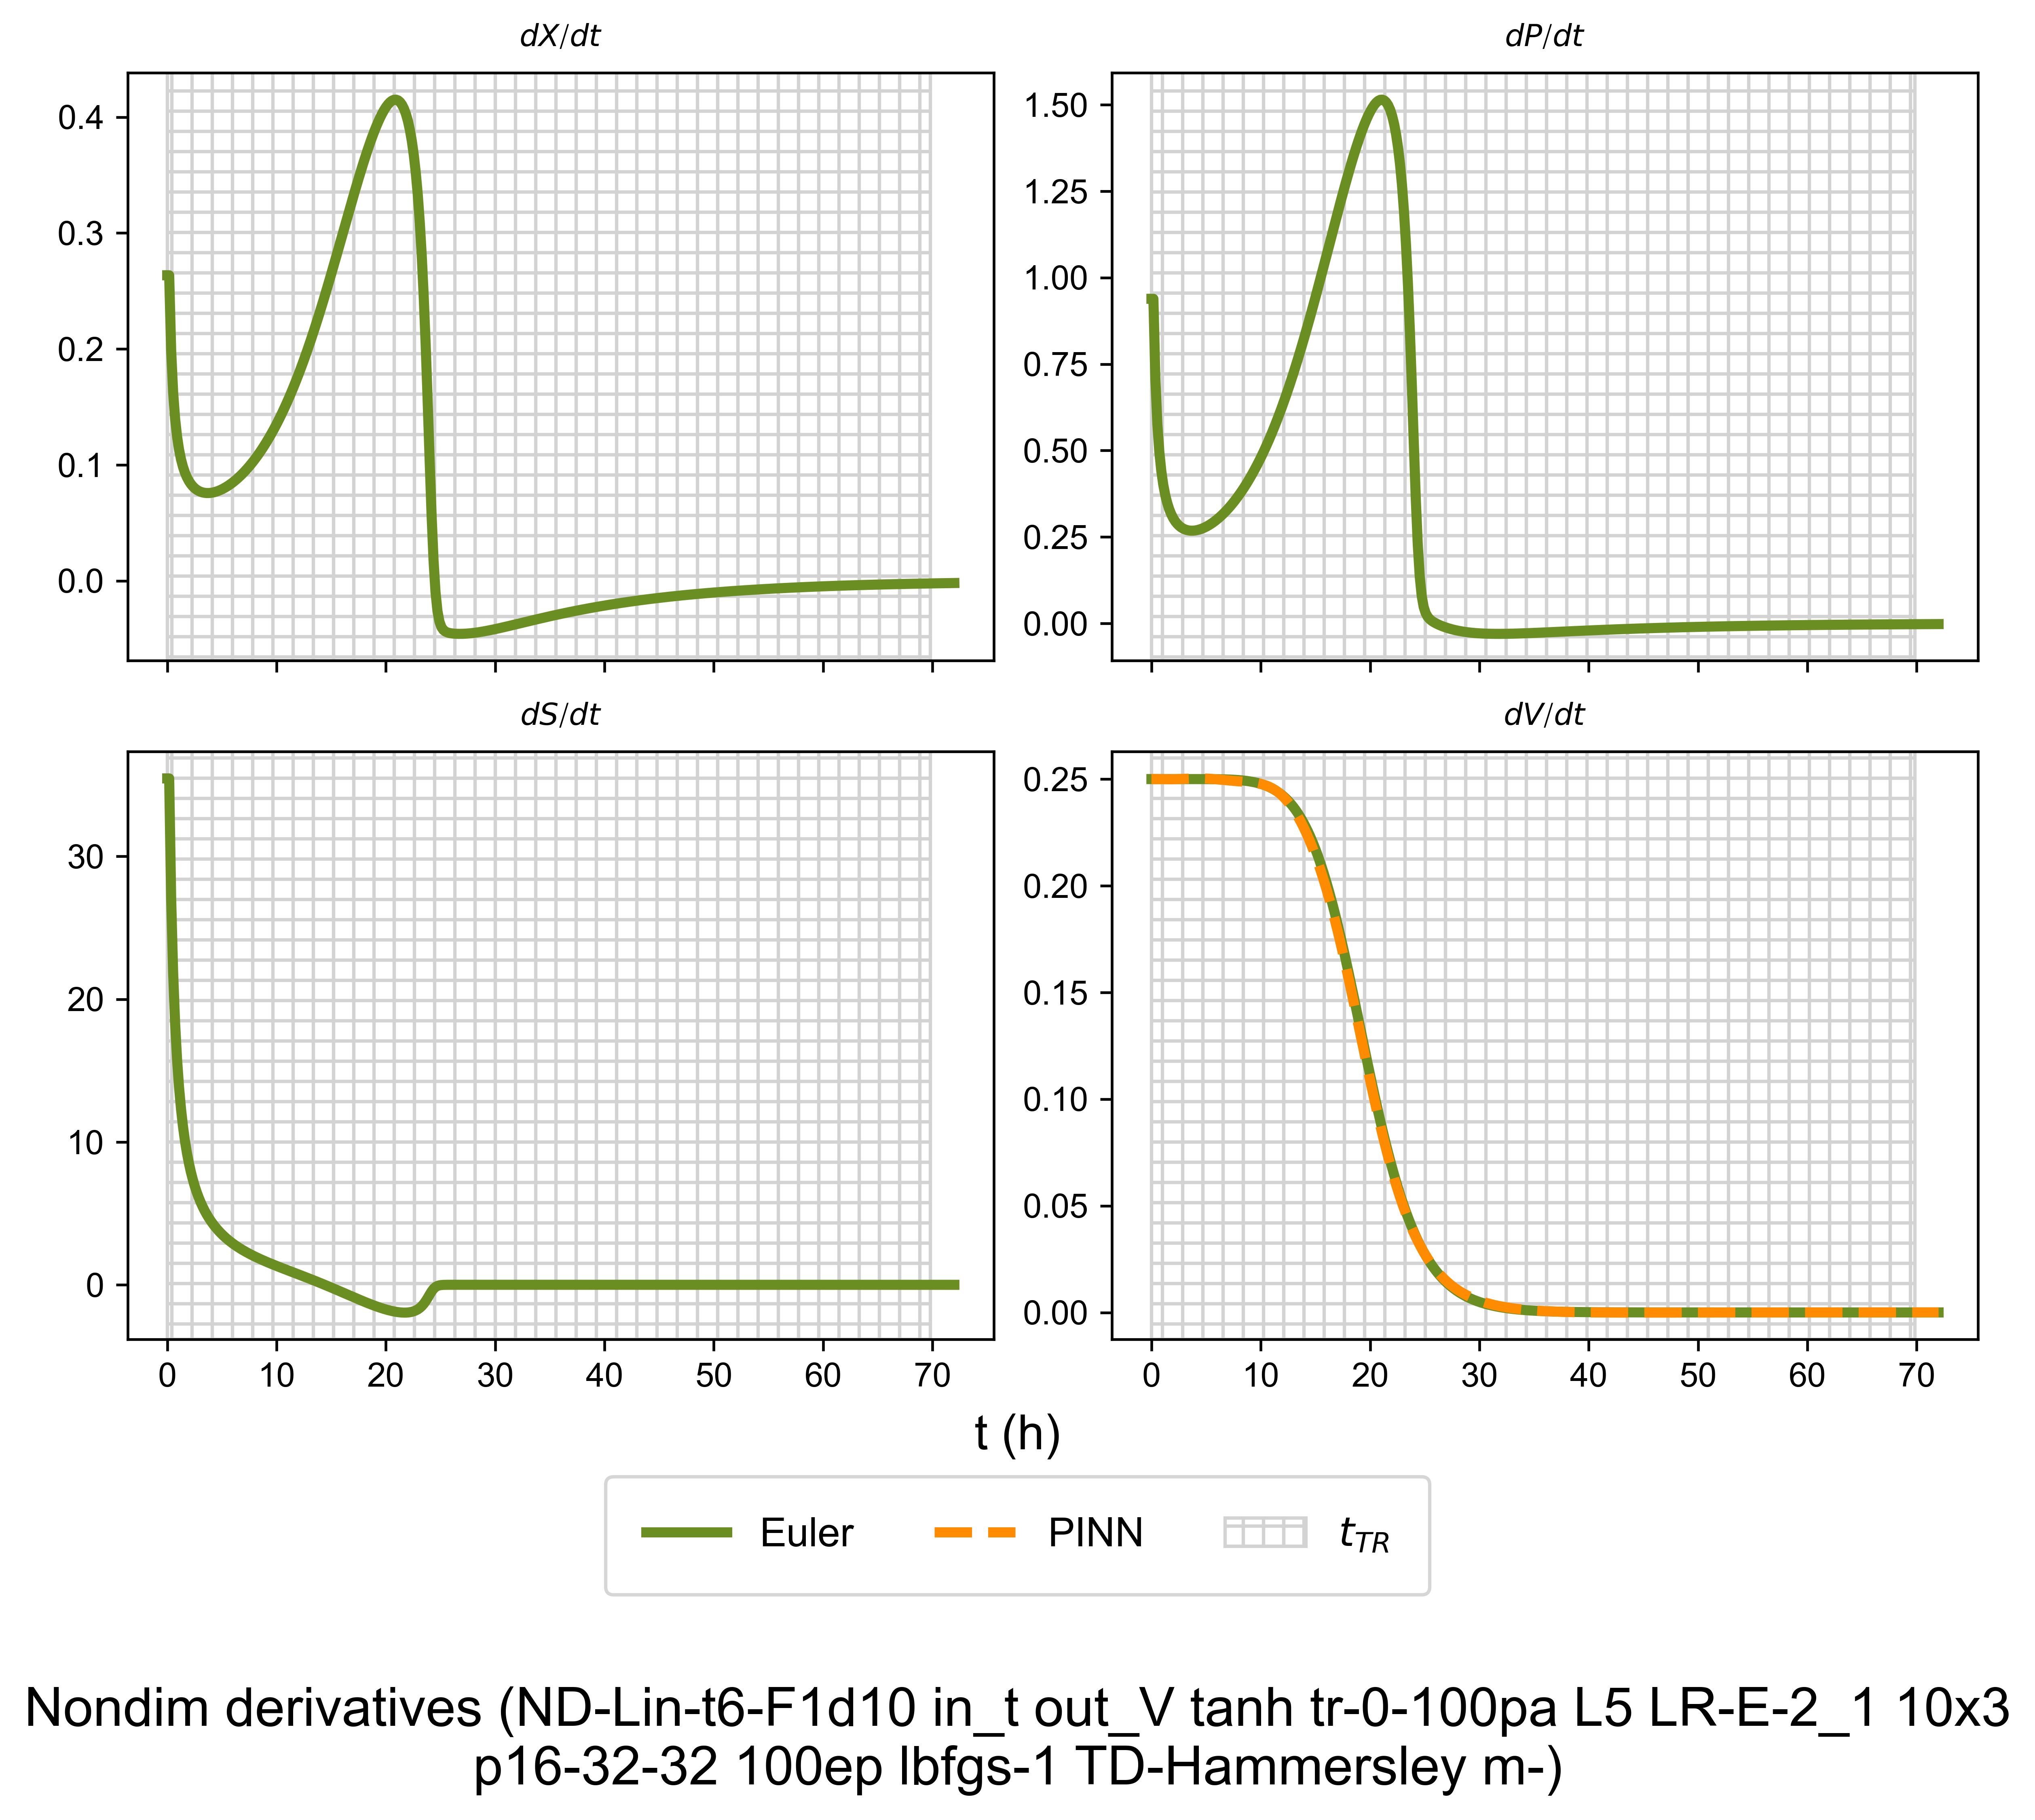 dX/dt
dP/dt
0.4
0.3
0.2
0.1
0.0
1.50
1.25
1.00
0.75
0.50
0.25
0.00
dS/dt
dV/dt
30
20
10
0
0.25
0.20
0.15
0.10
0.05
0.00
0 10 20 30 40 50 60 70
0 10 20 30 40 50 60 70
t (h)
Euler PINN t_TR
Nondim derivatives (ND-Lin-t6-F1d10 in_t out_V tanh tr-0-100pa L5 LR-E-2_1 10x3
p16-32-32 100ep lbfgs-1 TD-Hammersley m-)